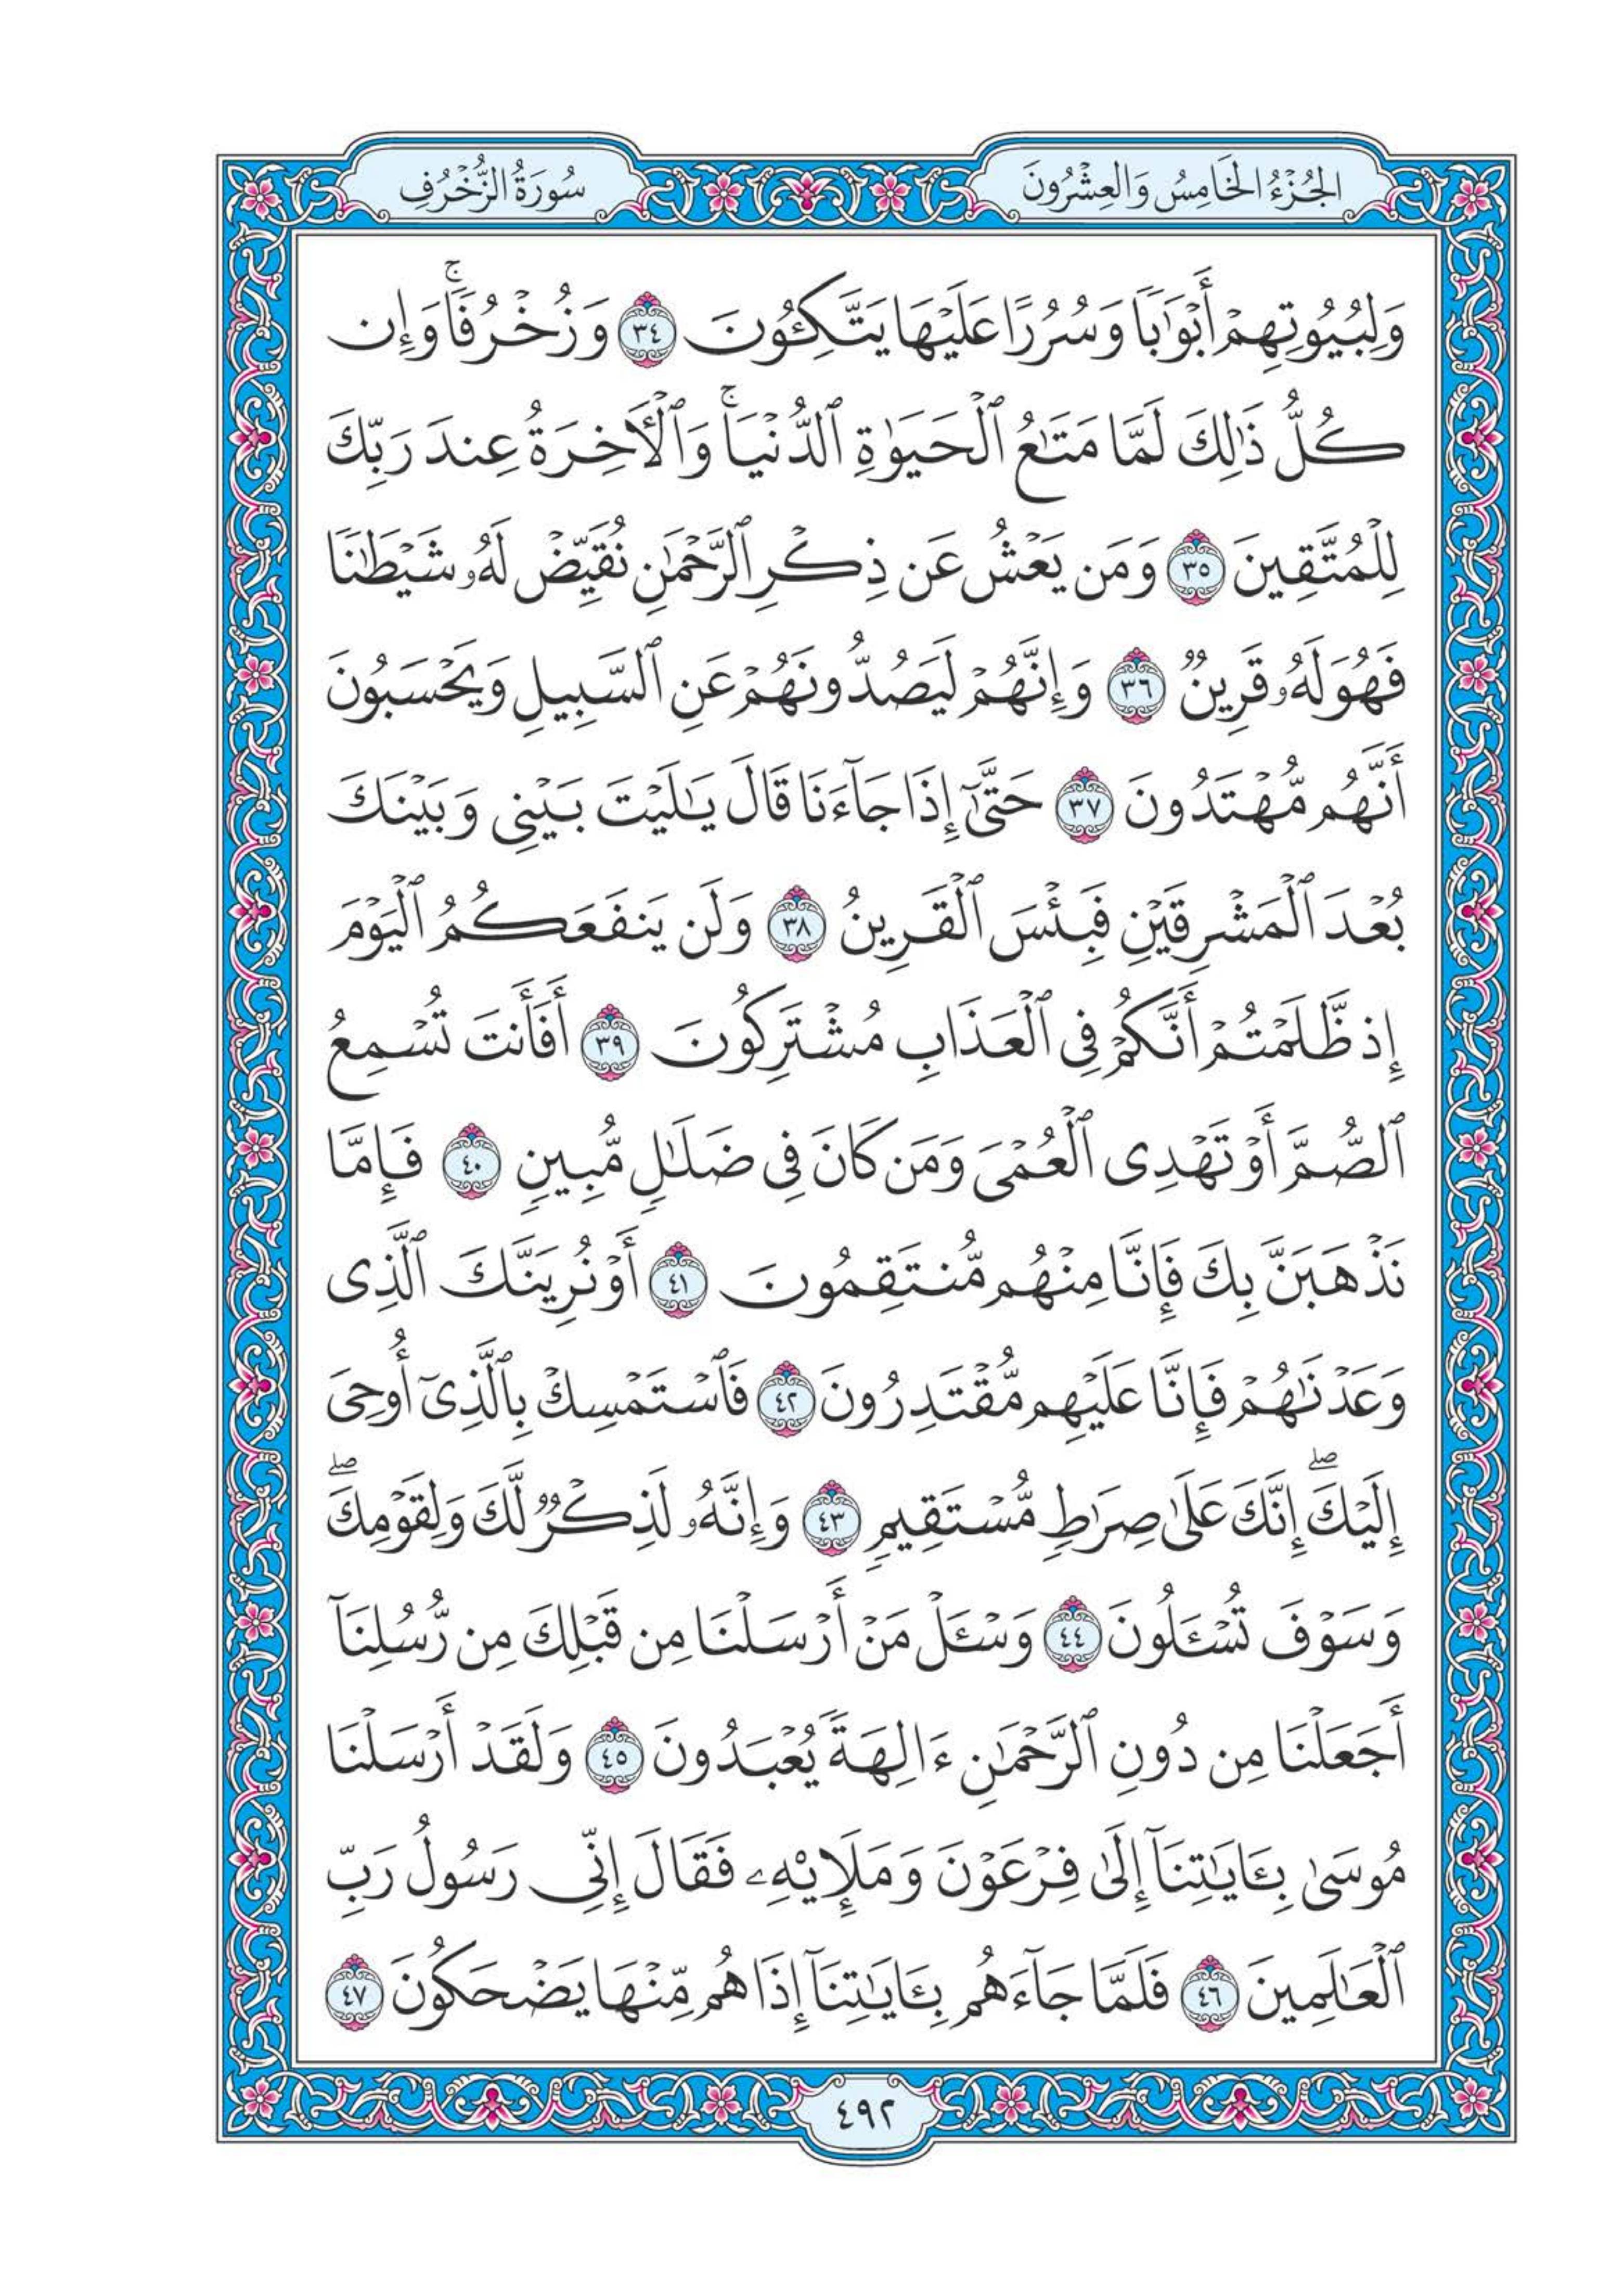 الجُزْءُ الخَامِسُ وَالعِشْرُونَ
سُورَةُ الزُّخْرُفِ
وَلِبُيُوتِهِمْ أَبْوَٰبًا وَسُرُرًا عَلَيْهَا يَتَّكِـُٔونَ ٣٤ وَزُخْرُفًاۚ وَإِن
كُلُّ ذَٰلِكَ لَمَّا مَتَٰعُ ٱلْحَيَوٰةِ ٱلدُّنْيَاۚ وَٱلْأٓخِرَةُ عِندَ رَبِّكَ
لِلْمُتَّقِينَ ٣٥ وَمَن يَعْشُ عَن ذِكْرِ ٱلرَّحْمَٰنِ نُقَيِّضْ لَهُۥ شَيْطَٰنًا
فَهُوَ لَهُۥ قَرِينٌ ٣٦ وَإِنَّهُمْ لَيَصُدُّونَهُمْ عَنِ ٱلسَّبِيلِ وَيَحْسَبُونَ
أَنَّهُم مُّهْتَدُونَ ٣٧ حَتَّىٰٓ إِذَا جَآءَنَا قَالَ يَٰلَيْتَ بَيْنِى وَبَيْنَكَ
بُعْدَ ٱلْمَشْرِقَيْنِ فَبِئْسَ ٱلْقَرِينُ ٣٨ وَلَن يَنفَعَكُمُ ٱلْيَوْمَ
إِذ ظَّلَمْتُمْ أَنَّكُمْ فِى ٱلْعَذَابِ مُشْتَرِكُونَ ٣٩ أَفَأَنتَ تُسْمِعُ
ٱلصُّمَّ أَوْ تَهْدِى ٱلْعُمْىَ وَمَن كَانَ فِى ضَلَٰلٍ مُّبِينٍ ٤٠ فَإِمَّا
نَذْهَبَنَّ بِكَ فَإِنَّا مِنْهُم مُّنتَقِمُونَ ٤١ أَوْ نُرِيَنَّكَ ٱلَّذِى
وَعَدْنَٰهُمْ فَإِنَّا عَلَيْهِم مُّقْتَدِرُونَ ٤٢ فَٱسْتَمْسِكْ بِٱلَّذِىٓ أُوحِىَ
إِلَيْكَۖ إِنَّكَ عَلَىٰ صِرَٰطٍ مُّسْتَقِيمٍ ٤٣ وَإِنَّهُۥ لَذِكْرٌ لَّكَ وَلِقَوْمِكَۖ
وَسَوْفَ تُسْـَٔلُونَ ٤٤ وَسْـَٔلْ مَنْ أَرْسَلْنَا مِن قَبْلِكَ مِن رُّسُلِنَآ
أَجَعَلْنَا مِن دُونِ ٱلرَّحْمَٰنِ ءَالِهَةً يُعْبَدُونَ ٤٥ وَلَقَدْ أَرْسَلْنَا
مُوسَىٰ بِـَٔايَٰتِنَآ إِلَىٰ فِرْعَوْنَ وَمَلَإِي۟هِۦ فَقَالَ إِنِّى رَسُولُ رَبِّ
ٱلْعَٰلَمِينَ ٤٦ فَلَمَّا جَآءَهُم بِـَٔايَٰتِنَآ إِذَا هُم مِّنْهَا يَضْحَكُونَ ٤٧
٤٩٢